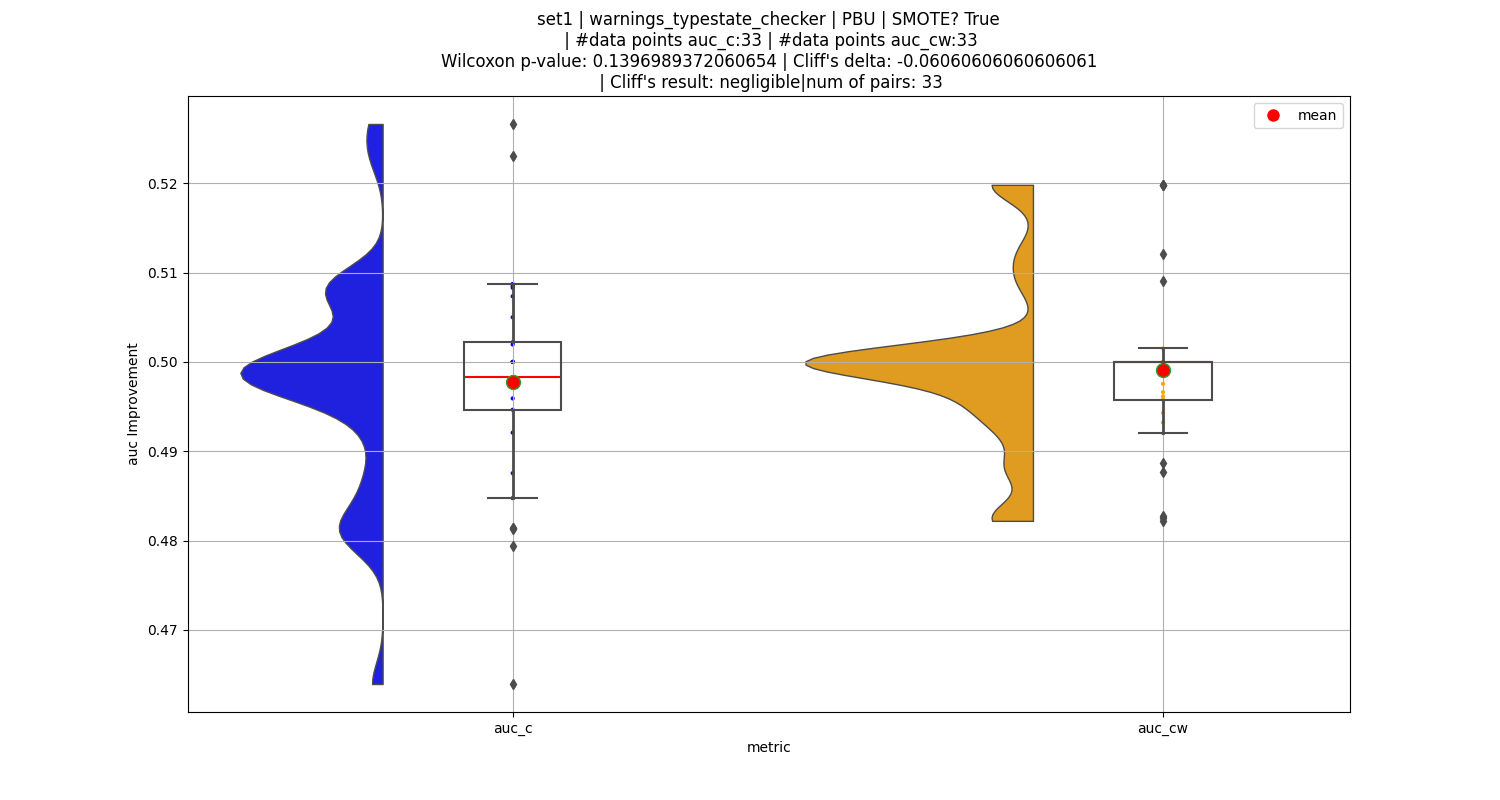 set1 | warnings_typestate_checker | PBU | SMOTE? True
| #data points auc_c:33 | #data points auc_cw:33
Wilcoxon p-value: 0.1396989372060654 | Cliff's delta: -0.06060606060606061
| Cliff's result: negligible|num of pairs: 33
mean
0.52
0.51
0.50
0.49
0.48
0.47
auc Improvement
auc_c
auc_cw
metric